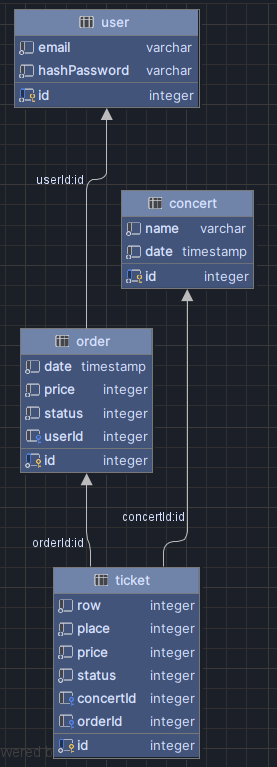 user
email varchar
hashPassword varchar
id integer
userId:id
concert
name varchar
date timestamp
id integer
order
date timestamp
price integer
status integer
userId integer
id integer
concertId:id
orderId:id
ticket
row integer
place integer
price integer
status integer
concertId integer
orderId integer
id integer
wered b